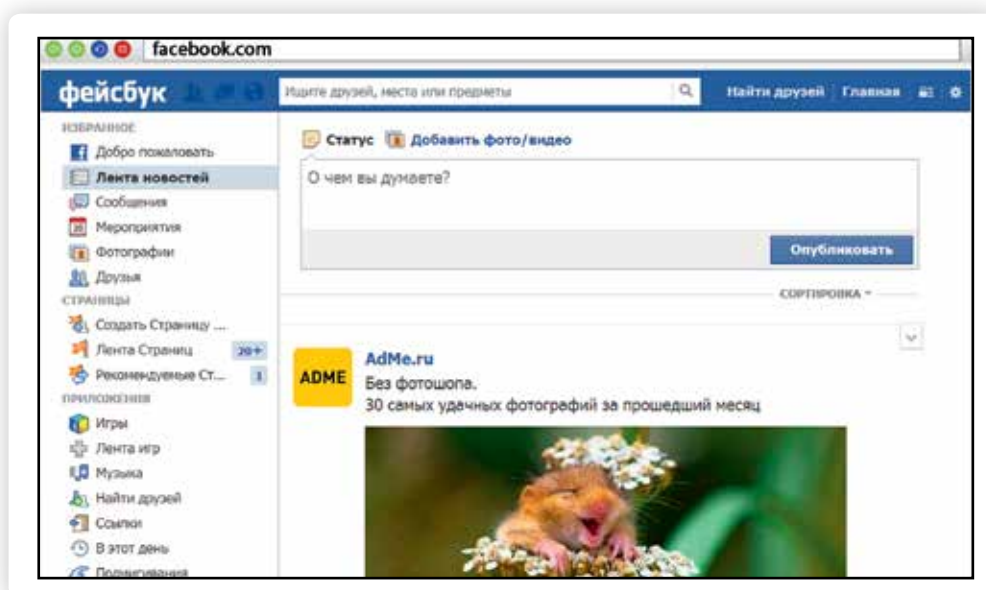 facebook.com
фейсбук
Ищите друзей, места или предметы
Найти друзей Главная
ИЗБРАННОЕ
Добро пожаловать
Лента новостей
Сообщения
Мероприятия
Фотографии
Друзья
СТРАНИЦЫ
Создать Страницу ...
Лента Страниц 20+
Рекомендуемые Ст... 1
ПРИЛОЖЕНИЯ
Игры
Лента игр
Музыка
Найти друзей
Ссылки
В этот день
Подмигивания
Статус Добавить фото/видео
О чем вы думаете?
Опубликовать
СОРТИРОВКА
AdMe.ru
ADME
Без фотошопа.
30 самых удачных фотографий за прошедший месяц